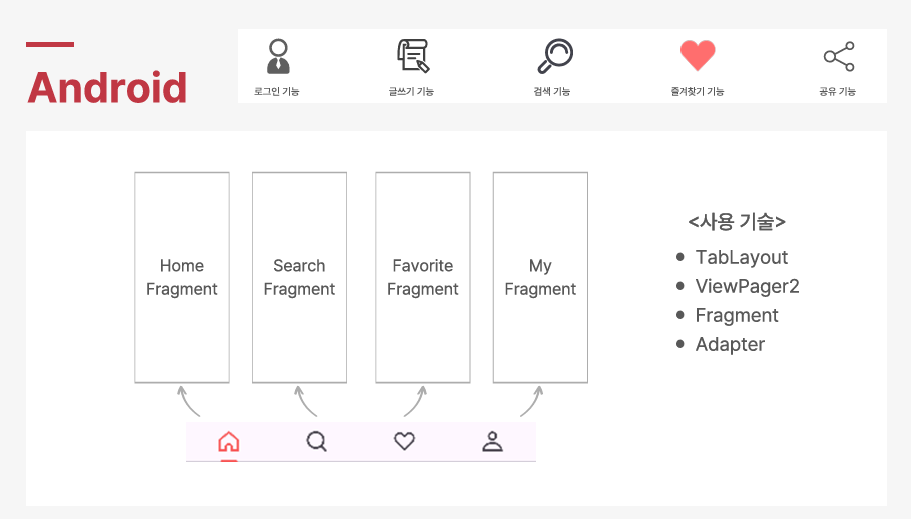 Android
로그인 기능
글쓰기 기능
검색 기능
즐겨찾기 기능
공유 기능
Home
Fragment
Search
Fragment
Favorite
Fragment
My
Fragment
<사용 기술>
● TabLayout
● ViewPager2
● Fragment
● Adapter